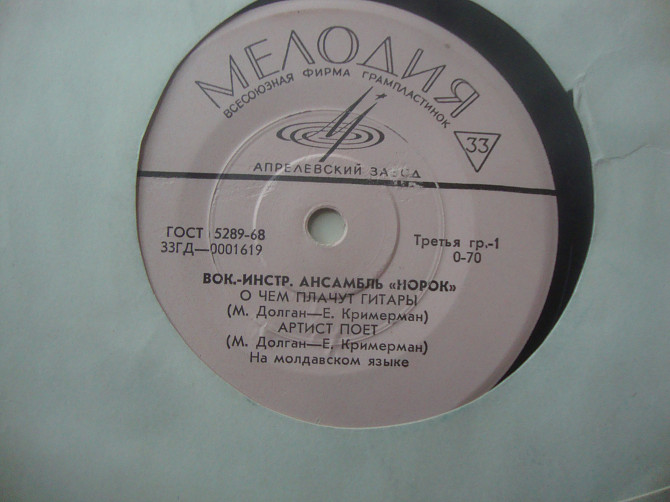 МЕЛОДИЯ
ВСЕСОЮЗНАЯ ФИРМА ГРАМПЛАСТИНОК
33
АПРЕЛЕВСКИЙ ЗАВОД
ГОСТ 5289-68
33ГД—0001619
Третья гр.-1
0-70
ВОК.-ИНСТР. АНСАМБЛЬ «НОРОК»
О ЧЕМ ПЛАЧУТ ГИТАРЫ
(М. Долган—Е. Кримерман)
АРТИСТ ПОЕТ
(М. Долган—Е. Кримерман)
На молдавском языке